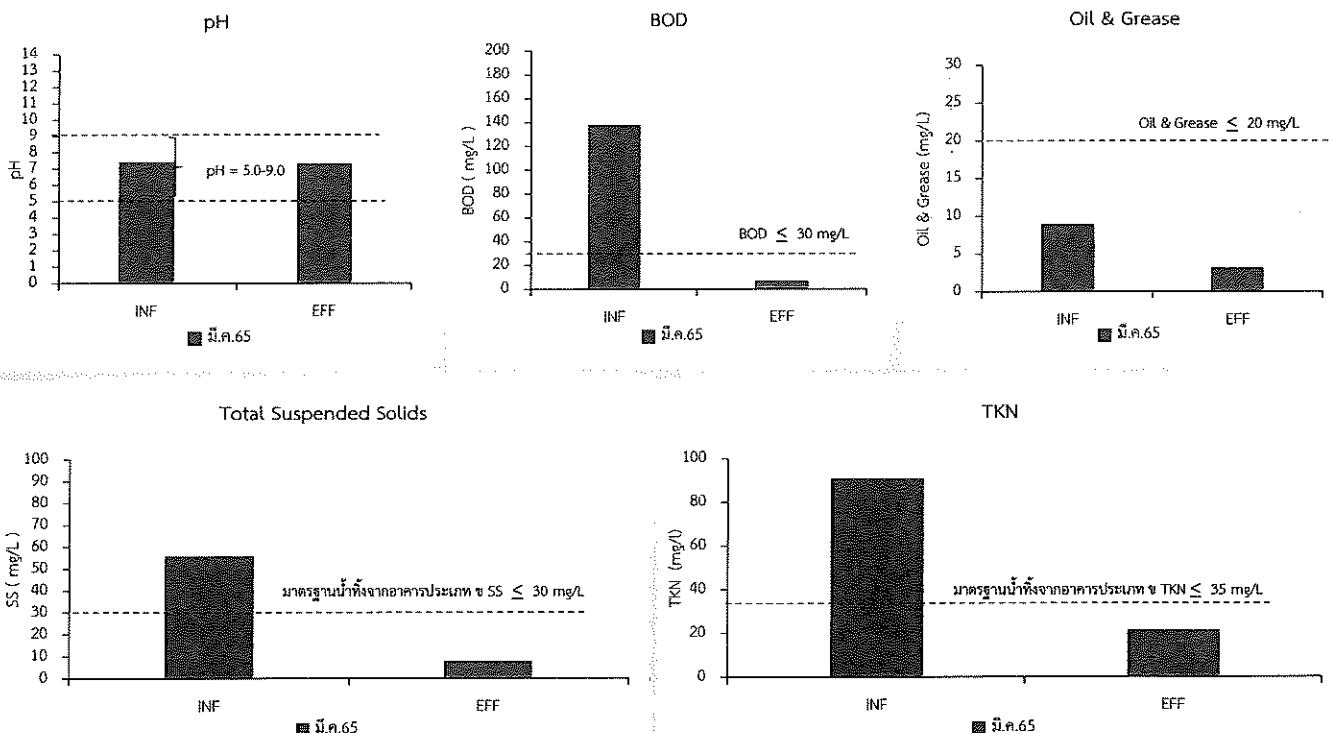 pH
14
13
12
11
10
9
8
7
6
5
4
3
2
1
0
pH
pH = 5.0-9.0
INF
EFF
มี.ค.65
BOD
200
180
160
140
120
100
80
60
40
20
0
BOD ( mg/L )
BOD ≤ 30 mg/L
INF
EFF
มี.ค.65
Oil & Grease
30
25
20
15
10
5
0
Oil & Grease (mg/L)
Oil & Grease ≤ 20 mg/L
INF
EFF
มี.ค.65
Total Suspended Solids
100
90
80
70
60
50
40
30
20
10
0
SS ( mg/L )
มาตรฐานน้ำทิ้งจากอาคารประเภท ข SS ≤ 30 mg/L
INF
EFF
มี.ค.65
TKN
100
80
60
40
20
0
TKN (mg/l)
มาตรฐานน้ำทิ้งจากอาคารประเภท ข TKN ≤ 35 mg/L
INF
EFF
มี.ค.65